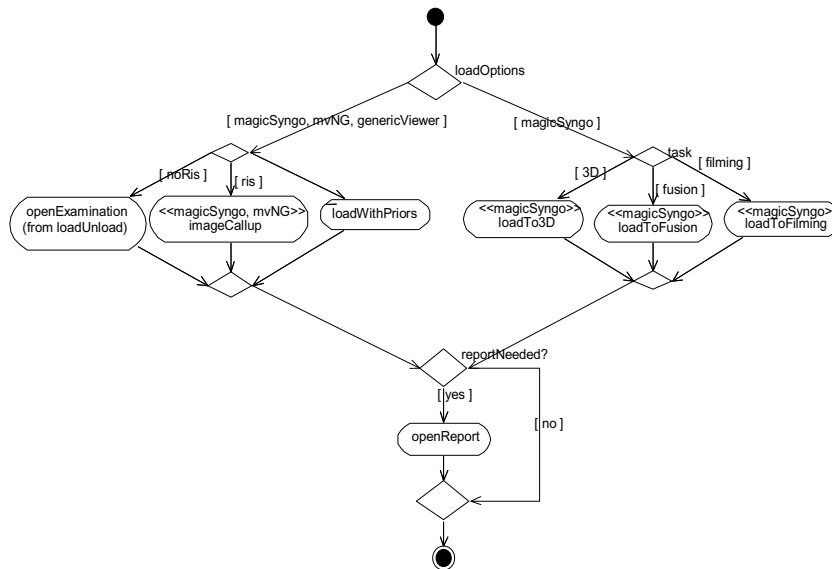 loadOptions
[ magicSyngo, mvNG, genericViewer ]
[ magicSyngo ]
task
[ noRis ]
[ ris ]
[ 3D ]
[ filming ]
[ fusion ]
openExamination
(from loadUnload)
<<magicSyngo, mvNG>>
imageCallup
loadWithPriors
<<magicSyngo>>
loadTo3D
<<magicSyngo>>
loadToFusion
<<magicSyngo>
loadToFilming
reportNeeded?
[ yes ]
[ no ]
openReport